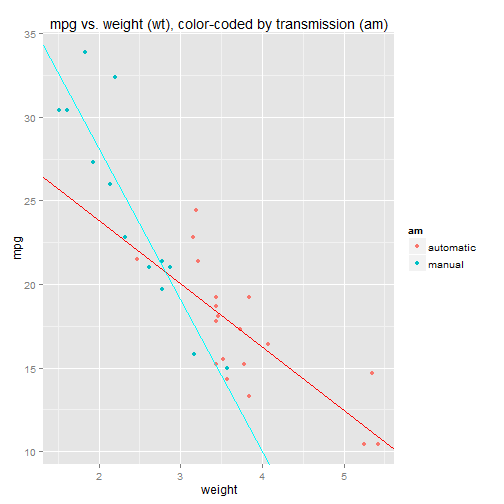 mpg vs. weight (wt), color-coded by transmission (am)
35
30
25
20
15
10
mpg
2 3 4 5
weight
am
automatic
manual